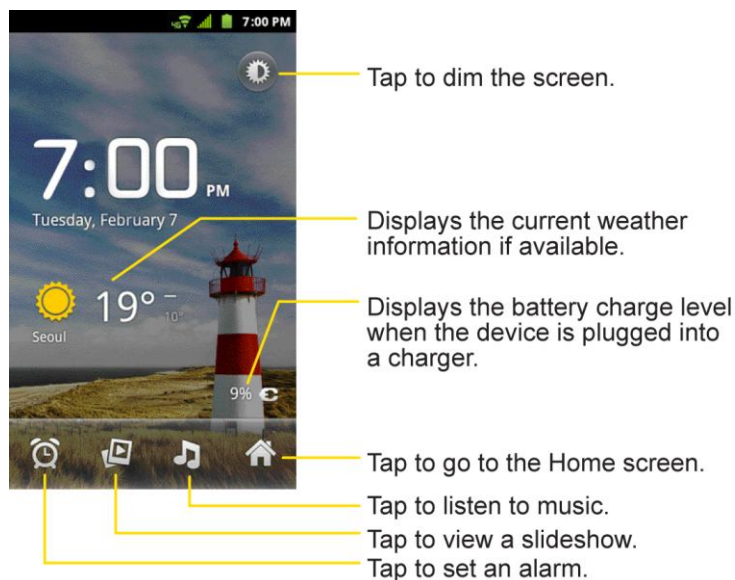 4G 7:00 PM
Tap to dim the screen.
7:00 PM
Tuesday, February 7
Displays the current weather
information if available.
19° –
10°
Seoul
Displays the battery charge level
when the device is plugged into
a charger.
9%
Tap to go to the Home screen.
Tap to listen to music.
Tap to view a slideshow.
Tap to set an alarm.